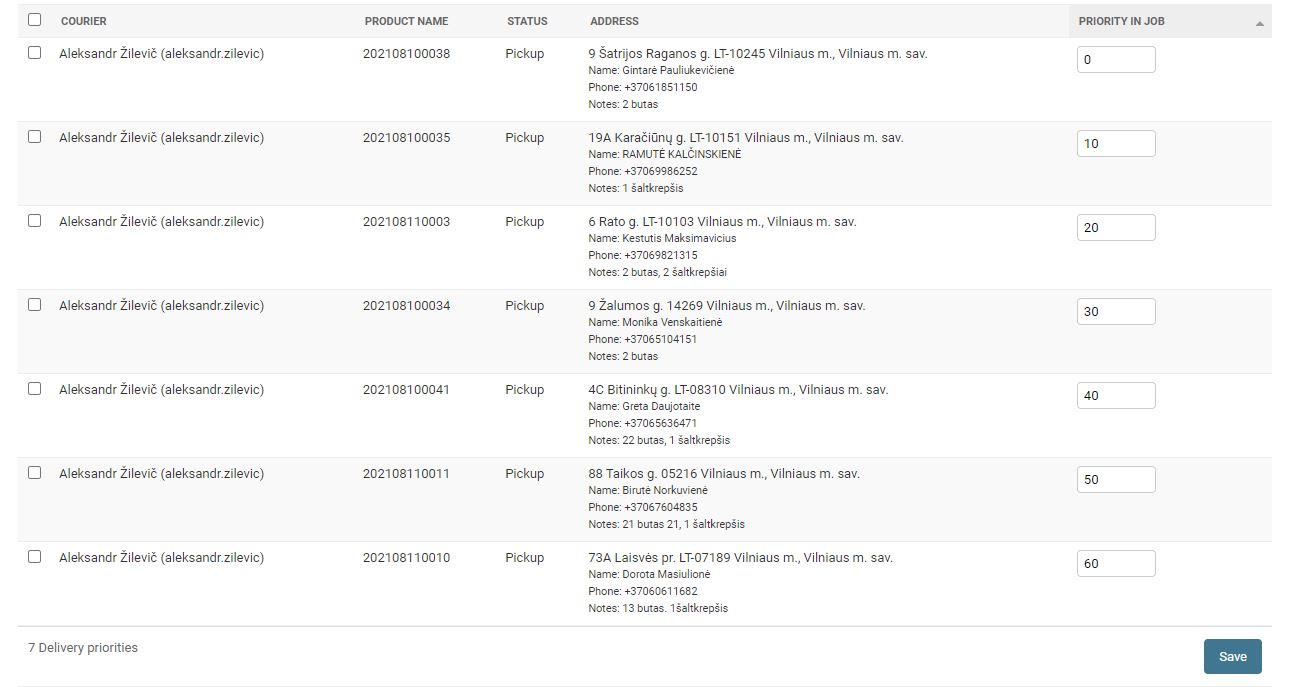 COURIER PRODUCT NAME STATUS ADDRESS PRIORITY IN JOB
Aleksandr Žilevič (aleksandr.zilevic) 202108100038 Pickup 9 Šatrijos Raganos g. LT-10245 Vilniaus m., Vilniaus m. sav. 0
Name: Gintarė Pauliukevičienė
Phone: +37061851150
Notes: 2 butas
Aleksandr Žilevič (aleksandr.zilevic) 202108100035 Pickup 19A Karačiūnų g. LT-10151 Vilniaus m., Vilniaus m. sav. 10
Name: RAMUTĖ KALČINSKIENĖ
Phone: +37069986252
Notes: 1 šaltkrepšis
Aleksandr Žilevič (aleksandr.zilevic) 202108110003 Pickup 6 Rato g. LT-10103 Vilniaus m., Vilniaus m. sav. 20
Name: Kestutis Maksimavicius
Phone: +37069821315
Notes: 2 butas, 2 šaltkrepšiai
Aleksandr Žilevič (aleksandr.zilevic) 202108100034 Pickup 9 Žalumos g. 14269 Vilniaus m., Vilniaus m. sav. 30
Name: Monika Venskaitienė
Phone: +37065104151
Notes: 2 butas
Aleksandr Žilevič (aleksandr.zilevic) 202108100041 Pickup 4C Bitininkų g. LT-08310 Vilniaus m., Vilniaus m. sav. 40
Name: Greta Daujotaite
Phone: +37065636471
Notes: 22 butas, 1 šaltkrepšis
Aleksandr Žilevič (aleksandr.zilevic) 202108110011 Pickup 88 Taikos g. 05216 Vilniaus m., Vilniaus m. sav. 50
Name: Birutė Norkuvienė
Phone: +37067604835
Notes: 21 butas 21, 1 šaltkrepšis
Aleksandr Žilevič (aleksandr.zilevic) 202108110010 Pickup 73A Laisvės pr. LT-07189 Vilniaus m., Vilniaus m. sav. 60
Name: Dorota Masiulionė
Phone: +37060611682
Notes: 13 butas. 1šaltkrepšis
7 Delivery priorities
Save